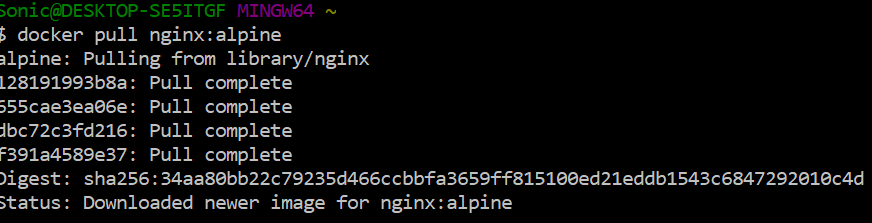 Sonic@DESKTOP-SE5ITGF MINGW64 ~
$ docker pull nginx:alpine
alpine: Pulling from library/nginx
128191993b8a: Pull complete
655cae3ea06e: Pull complete
dbc72c3fd216: Pull complete
f391a4589e37: Pull complete
Digest: sha256:34aa80bb22c79235d466ccbbfa3659ff815100ed21eddb1543c6847292010c4d
Status: Downloaded newer image for nginx:alpine